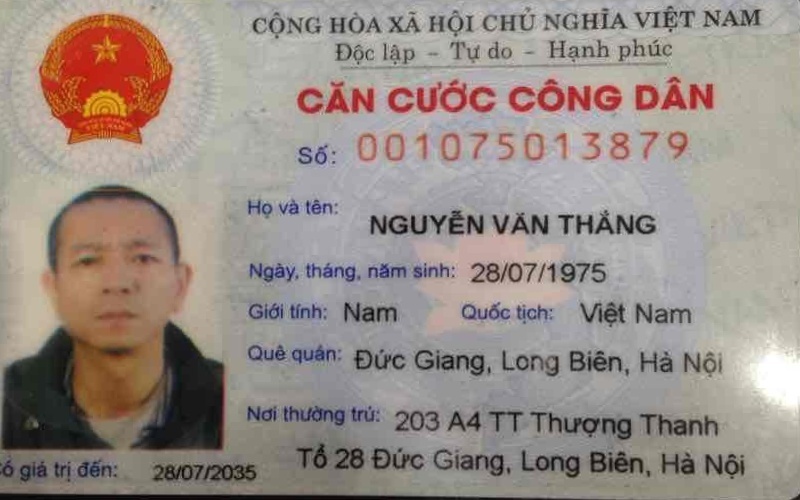 CỘNG HÒA XÃ HỘI CHỦ NGHĨA VIỆT NAM
Độc lập - Tự do - Hạnh phúc
CĂN CƯỚC CÔNG DÂN
Số: 001075013879
Họ và tên: NGUYỄN VĂN THẮNG
Ngày, tháng, năm sinh: 28/07/1975
Giới tính: Nam Quốc tịch: Việt Nam
Quê quán: Đức Giang, Long Biên, Hà Nội
Nơi thường trú: 203 A4 TT Thượng Thanh
Tổ 28 Đức Giang, Long Biên, Hà Nội
ó giá trị đến: 28/07/2035